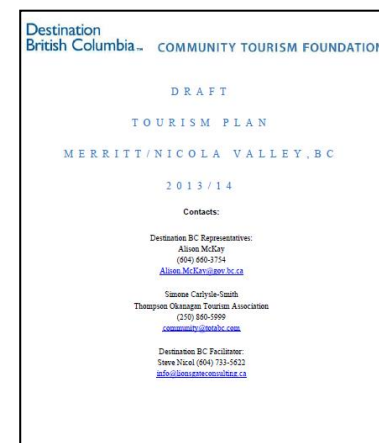 Destination
British Columbia™ COMMUNITY TOURISM FOUNDATION
DRAFT
TOURISM PLAN
MERRITT/NICOLA VALLEY, BC
2013/14
Contacts:
Destination BC Representatives:
Alison McKay
(604) 660-3754
Alison.McKay@gov.bc.ca
Simone Carlysle-Smith
Thompson Okanagan Tourism Association
(250) 860-5999
community@totabc.com
Destination BC Facilitator:
Steve Nicol (604) 733-5622
info@lionsgateconsulting.ca